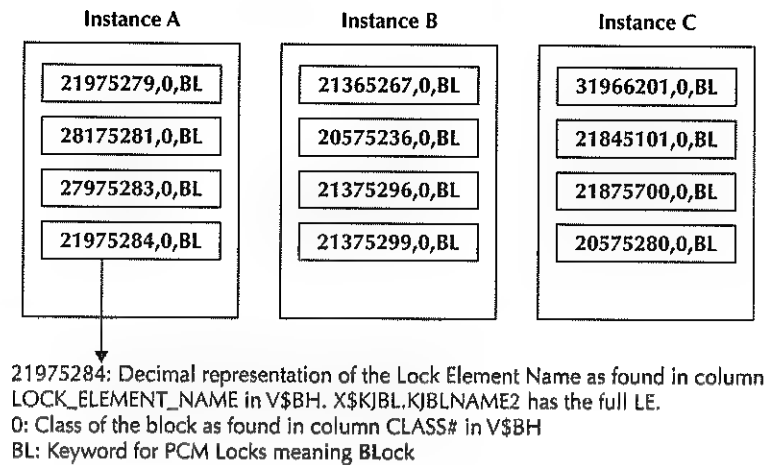 Instance A
Instance B
Instance C
21975279,0,BL
21365267,0,BL
31966201,0,BL
28175281,0,BL
20575236,0,BL
21845101,0,BL
27975283,0,BL
21375296,0,BL
21875700,0,BL
21975284,0,BL
21375299,0,BL
20575280,0,BL
21975284: Decimal representation of the Lock Element Name as found in column
LOCK_ELEMENT_NAME in V$BH. X$KJBL.KJBLNAME2 has the full LE.
0: Class of the block as found in column CLASS# in V$BH
BL: Keyword for PCM Locks meaning BLock